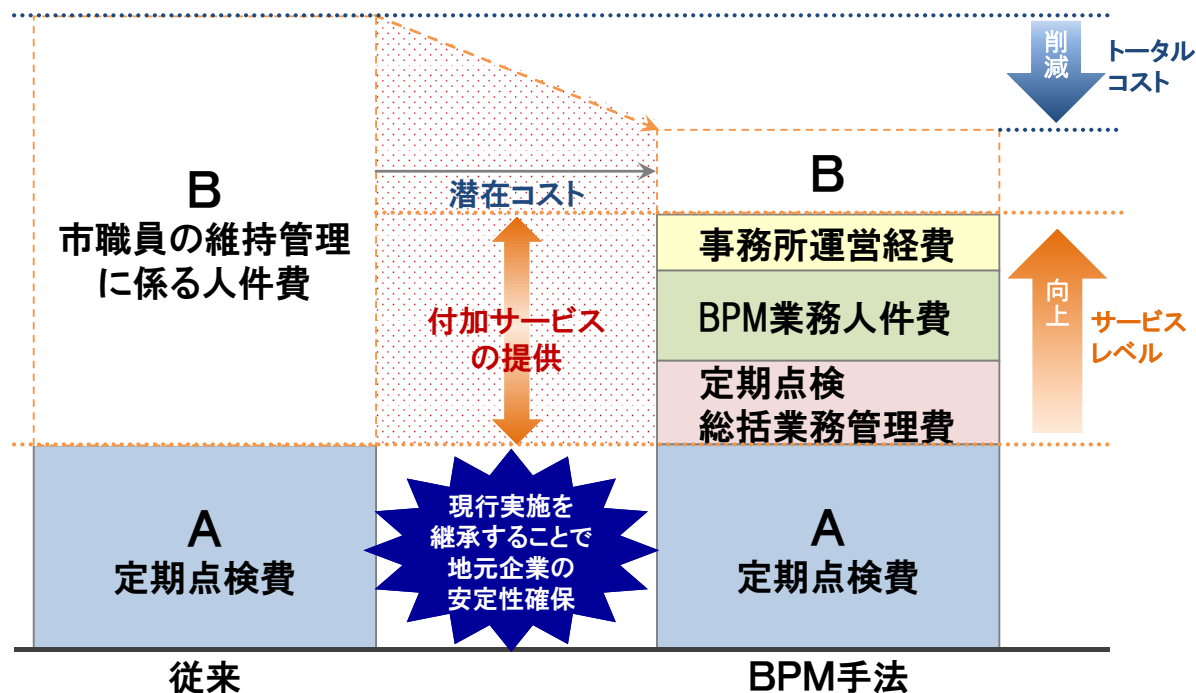 削減
トータル
コスト
B
市職員の維持管理
に係る人件費
潜在コスト
B
付加サービス
の提供
事務所運営経費
BPM業務人件費
定期点検
総括業務管理費
向上
サービス
レベル
A
定期点検費
現行実施を
継承することで
地元企業の
安定性確保
A
定期点検費
従来
BPM手法